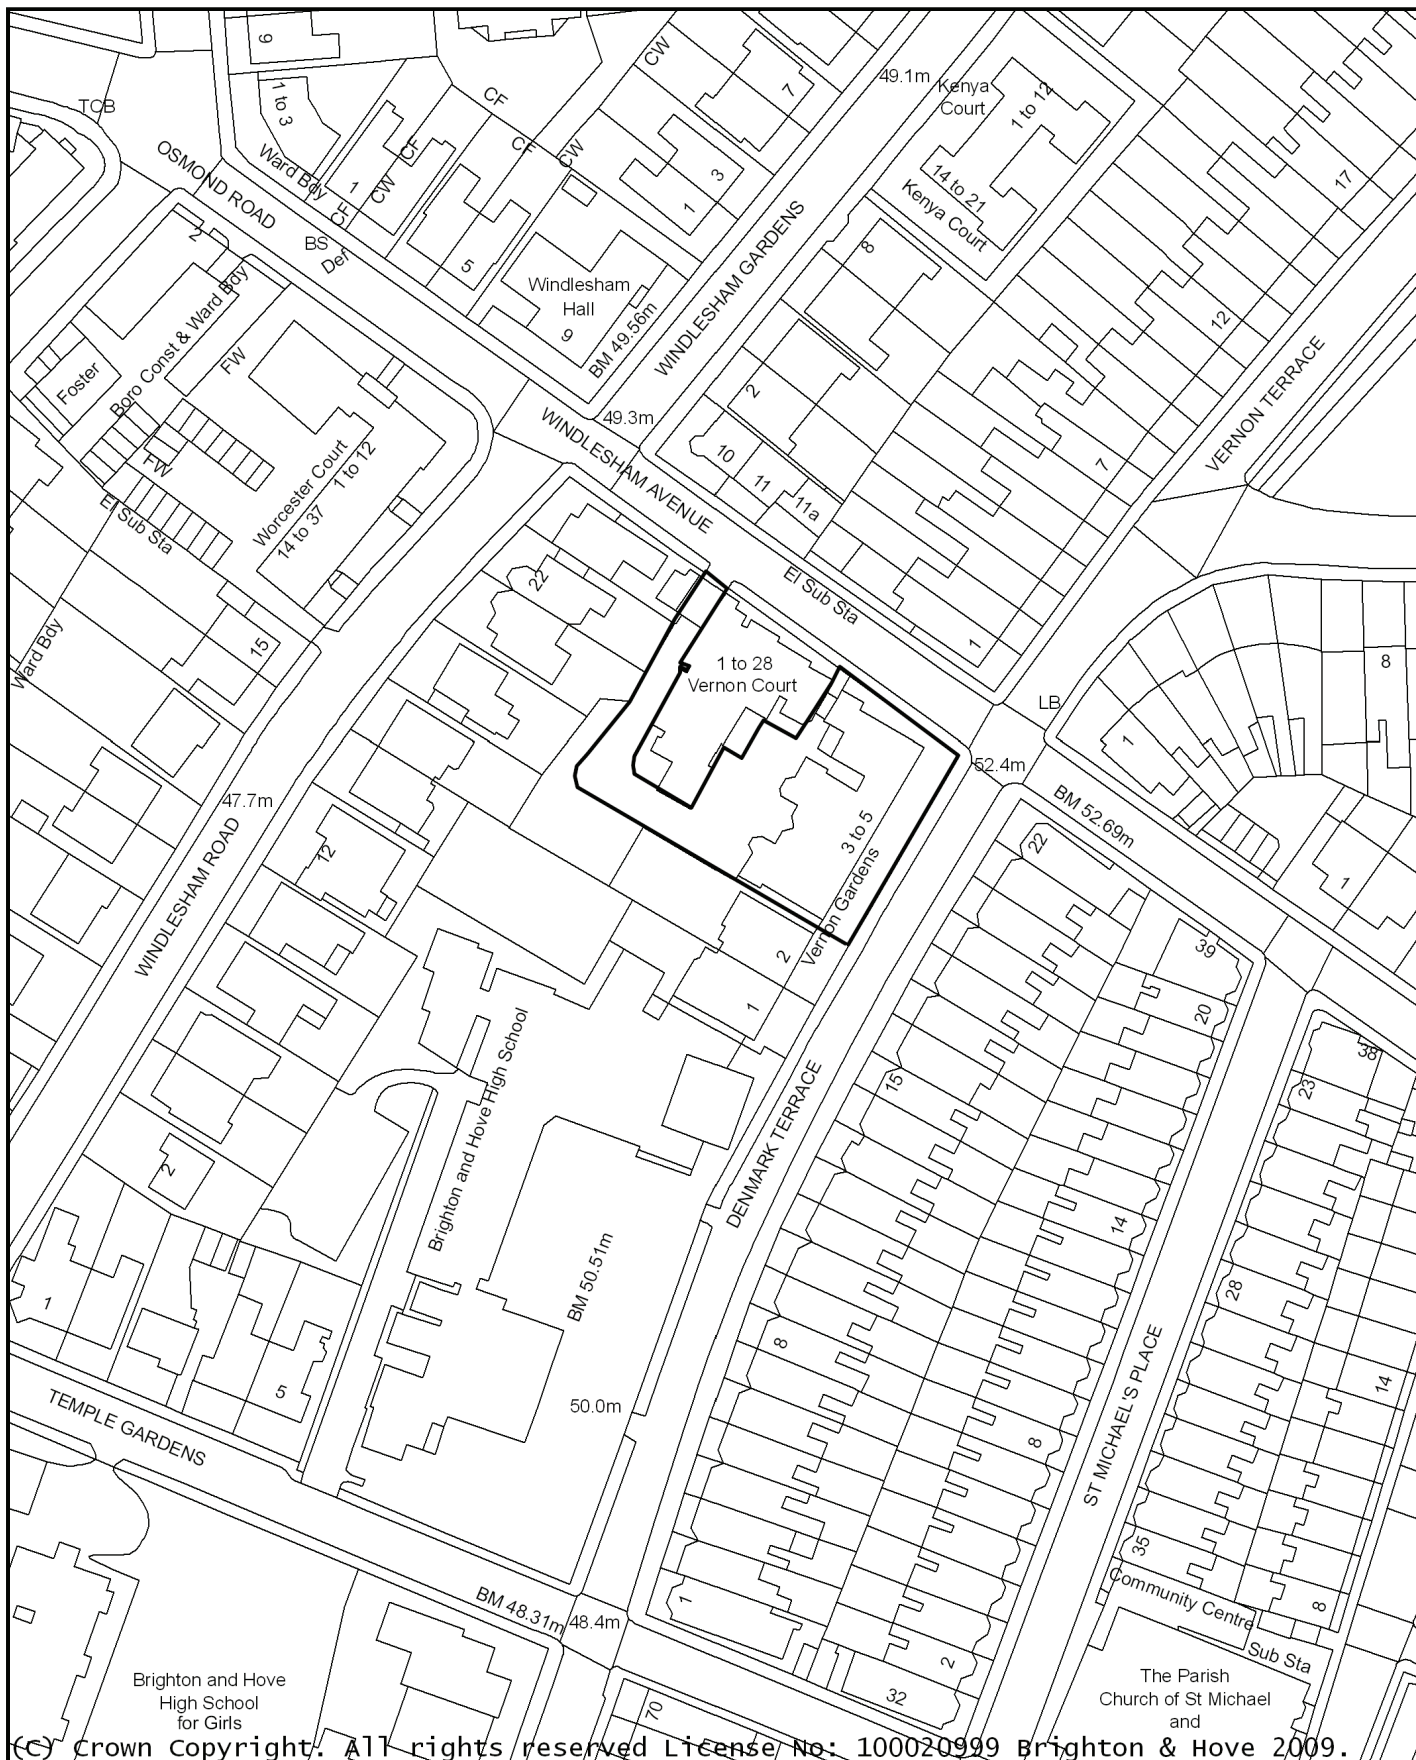 9
1 to 3
TCB
CF
CW
7
49.1m
Kenya
Court
1 to 12
OSMOND ROAD
Ward Bdy
1
CF
CF
CW
CF
CW
3
1
14 to 21
Kenya Court
17
2
BS
Def
5
Windlesham
Hall
9
BM 49.56m
WINDLESHAM GARDENS
8
12
Foster
Boro Const & Ward Bdy
FW
2
VERNON TERRACE
49.3m
WINDLESHAM AVENUE
10
11
11a
7
FW
El Sub Sta
Worcester Court
1 to 12
14 to 37
22
El Sub Sta
1
Ward Bdy
15
1 to 28
Vernon Court
8
LB
1
52.4m
BM 52.69m
47.7m
WINDLESHAM ROAD
12
3 to 5
Vernon Gardens
22
1
2
1
39
20
Brighton and Hove High School
38
23
15
DENMARK TERRACE
2
14
BM 50.51m
28
1
8
5
50.0m
14
8
ST MICHAEL'S PLACE
TEMPLE GARDENS
35
Community Centre
BM 48.31m
48.4m
1
8
Sub Sta
2
32
70
Brighton and Hove
High School
for Girls
The Parish
Church of St Michael
and
(c) Crown Copyright. All rights reserved License No: 100020999 Brighton & Hove 2009.